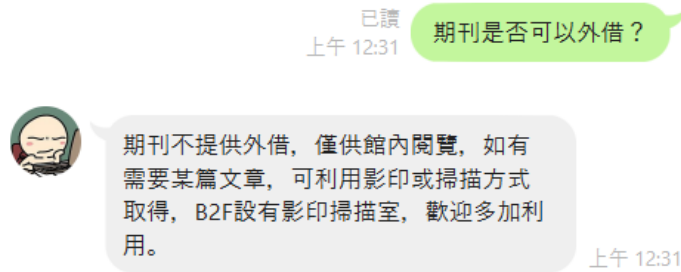 已讀
上午 12:31
期刊是否可以外借？
期刊不提供外借，僅供館內閱覽，如有
需要某篇文章，可利用影印或掃描方式
取得，B2F設有影印掃描室，歡迎多加利
用。
上午 12:31